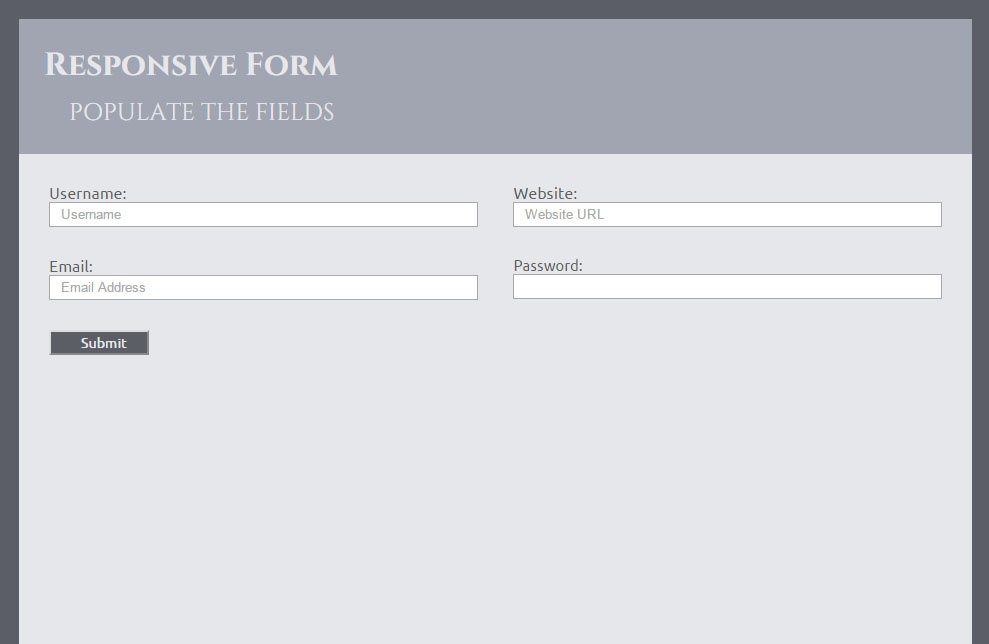 Responsive Form
POPULATE THE FIELDS
Username:
Username
Website:
Website URL
Email:
Email Address
Password:
Submit